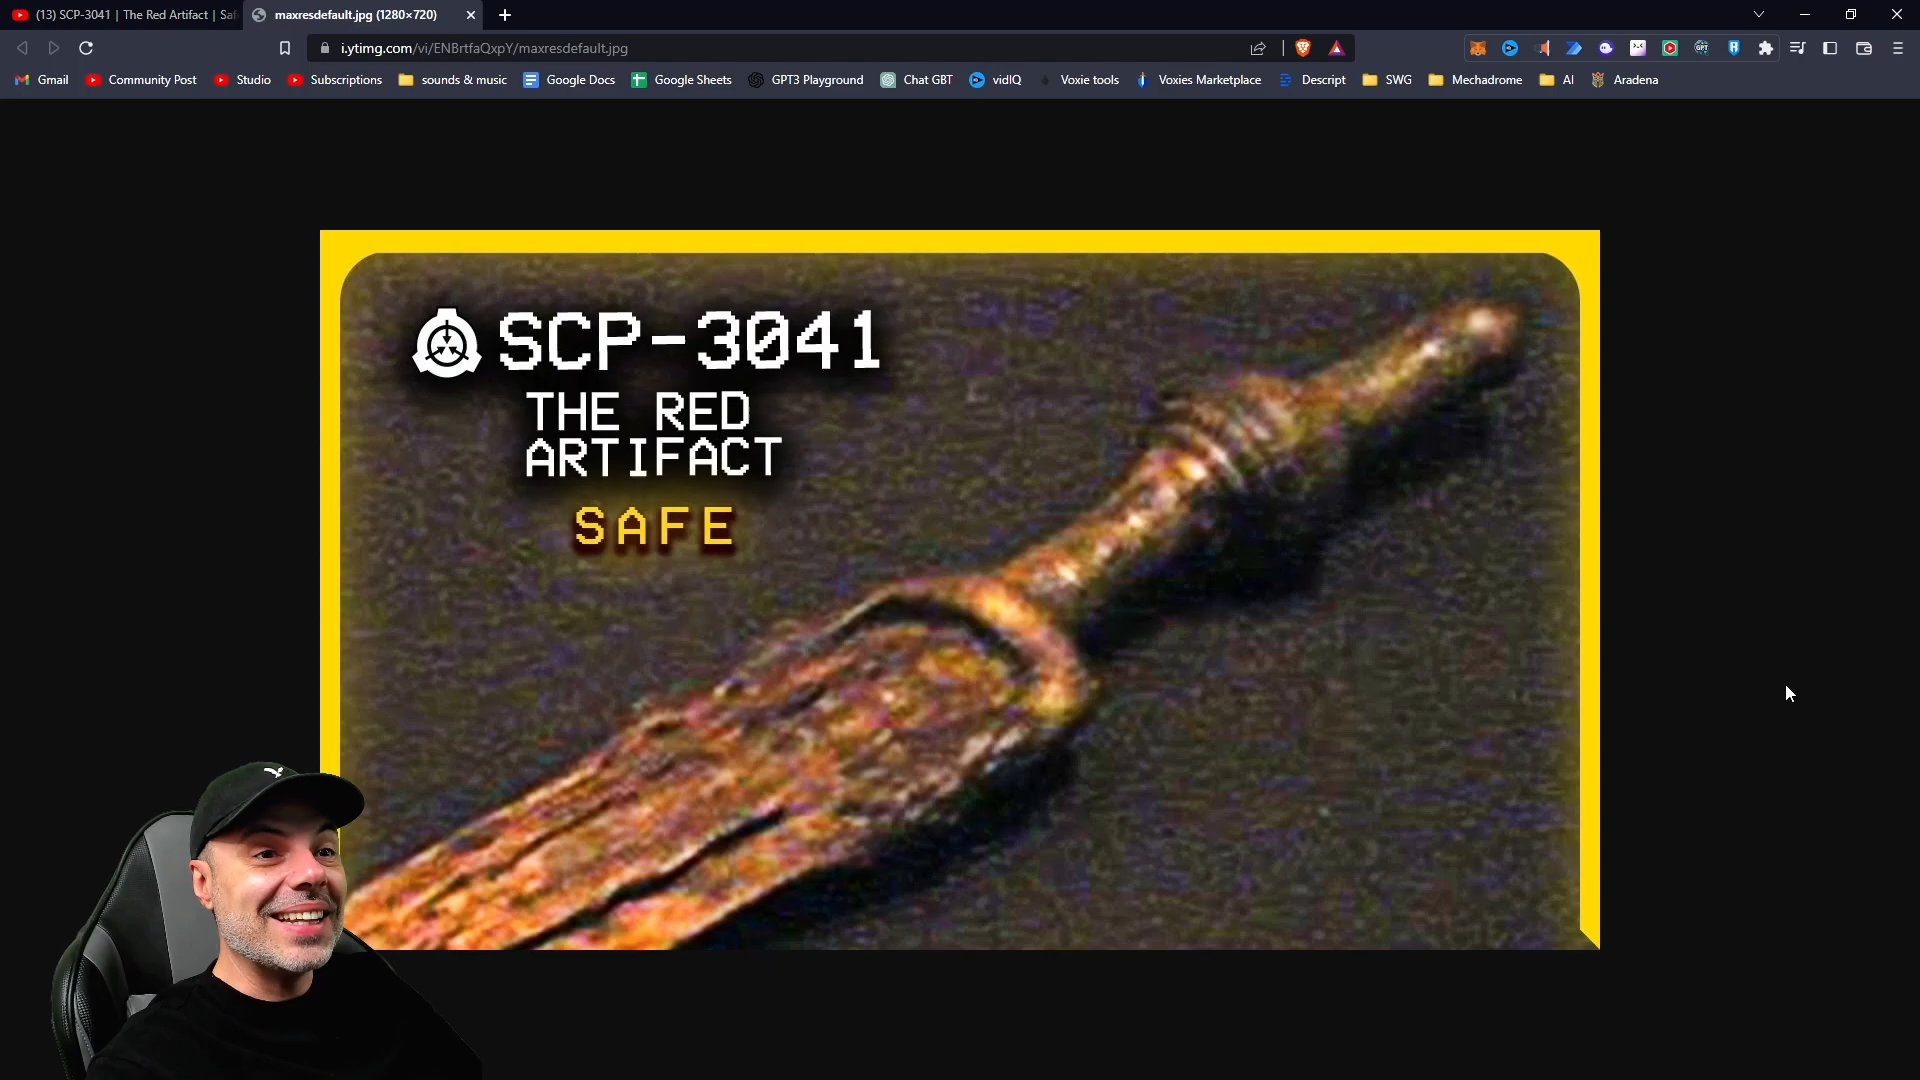 (13) SCP-3041 | The Red Artifact | Saf
maxresdefault.jpg (1280×720)
i.ytimg.com/vi/ENBrtfaQxpY/maxresdefault.jpg
Gmail
Community Post
Studio
Subscriptions
sounds & music
Google Docs
Google Sheets
GPT3 Playground
Chat GBT
vidIQ
Voxie tools
Voxies Marketplace
Descript
SWG
Mechadrome
AI
Aradena
SCP-3041
THE RED
ARTIFACT
SAFE